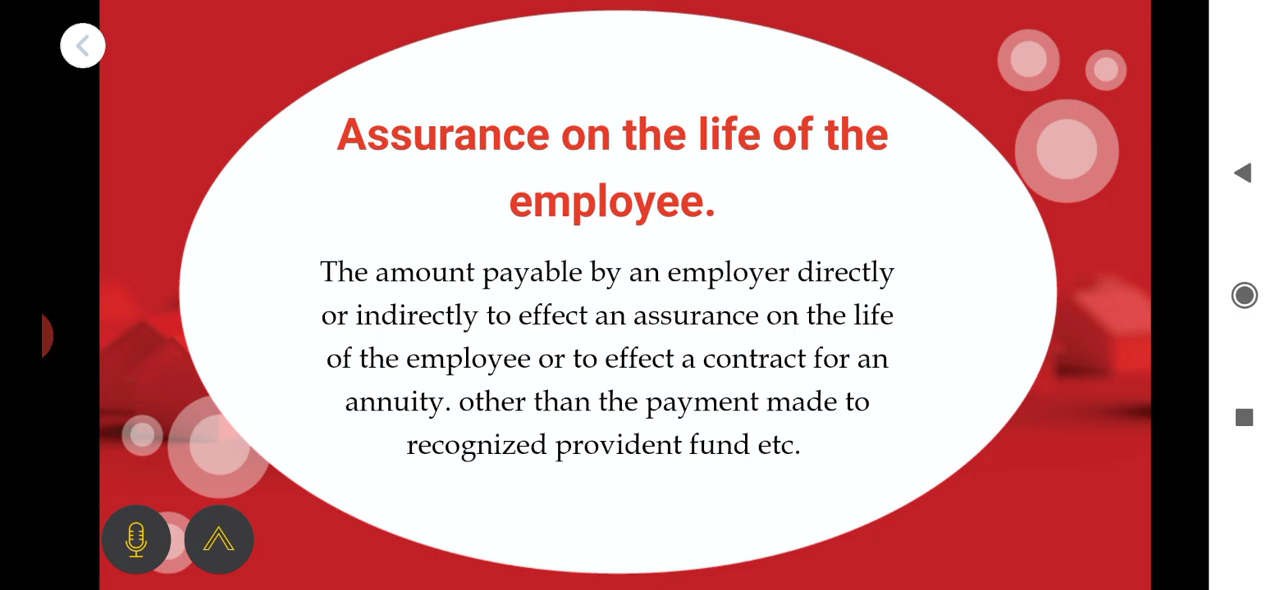 Assurance on the life of the
employee.
The amount payable by an employer directly
or indirectly to effect an assurance on the life
of the employee or to effect a contract for an
annuity. other than the payment made to
recognized provident fund etc.